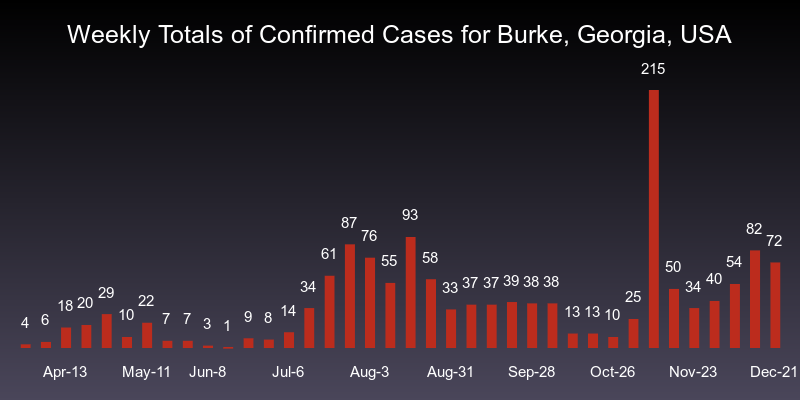 Weekly Totals of Confirmed Cases for Burke, Georgia, USA
4 6 18 20 29 10 22 7 7 3 1 9 8 14 34 61 87 76 55 93 58 33 37 37 39 38 38 13 13 10 25 215 50 34 40 54 82 72
Apr-13 May-11 Jun-8 Jul-6 Aug-3 Aug-31 Sep-28 Oct-26 Nov-23 Dec-21